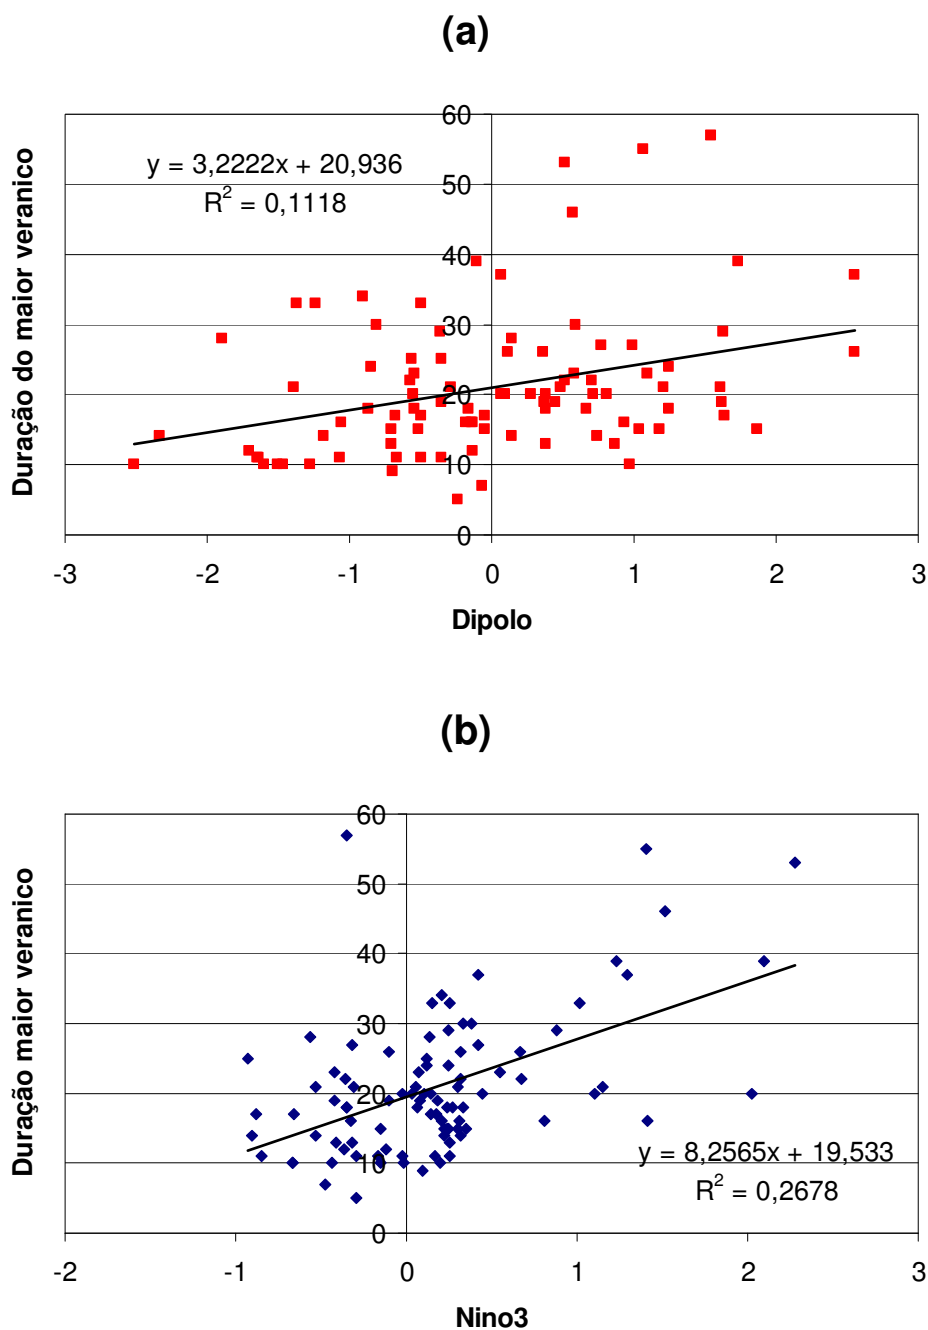 (a)
Duração do maior veranico
60
50
40
30
20
10
0
y = 3,2222x + 20,936
R² = 0,1118
-3 -2 -1 0 1 2 3
Dipolo
(b)
Duração maior veranico
60
50
40
30
20
10
0
y = 8,2565x + 19,533
R² = 0,2678
-2 -1 0 1 2 3
Nino3